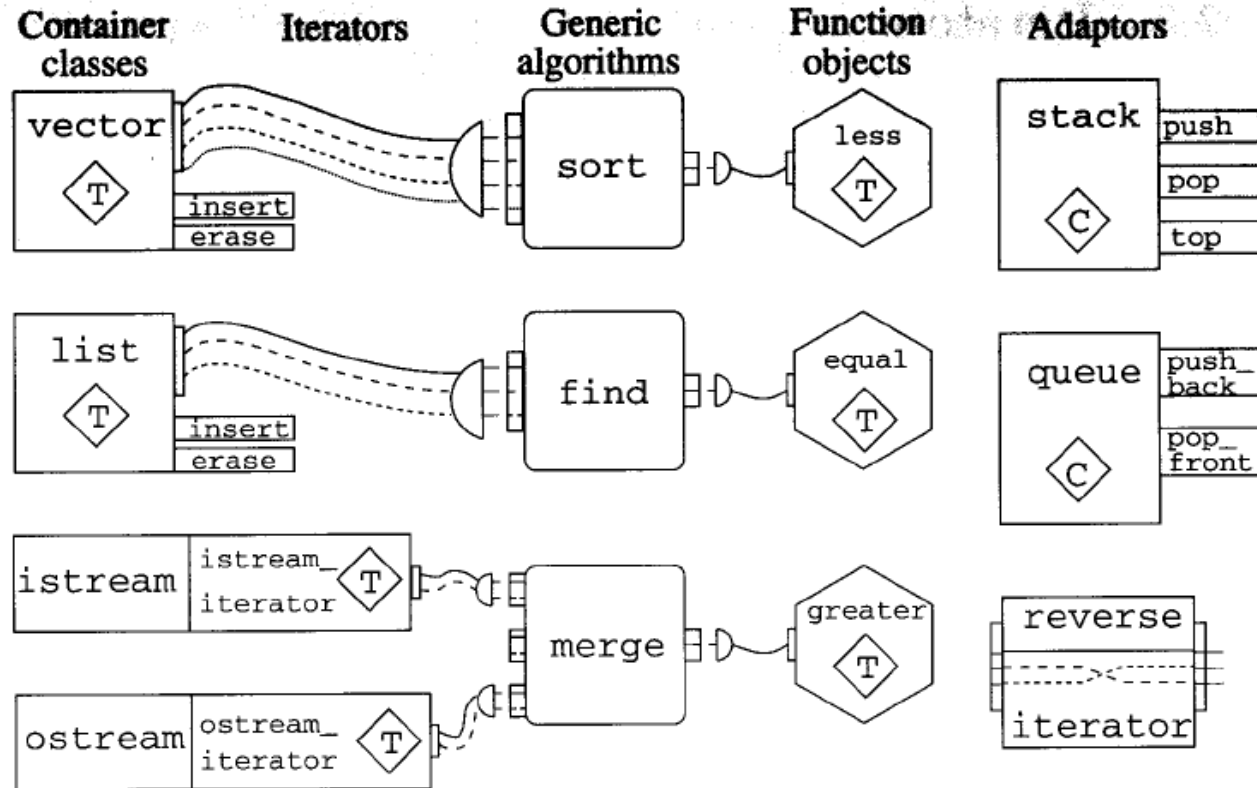 Container
classes
Iterators
Generic
algorithms
Function
objects
Adaptors
vector
T
insert
erase
sort
less
T
stack
C
push
pop
top
list
T
insert
erase
find
equal
T
queue
C
push_
back
pop_
front
istream
istream_
iterator
T
merge
greater
T
reverse
iterator
ostream
ostream_
iterator
T